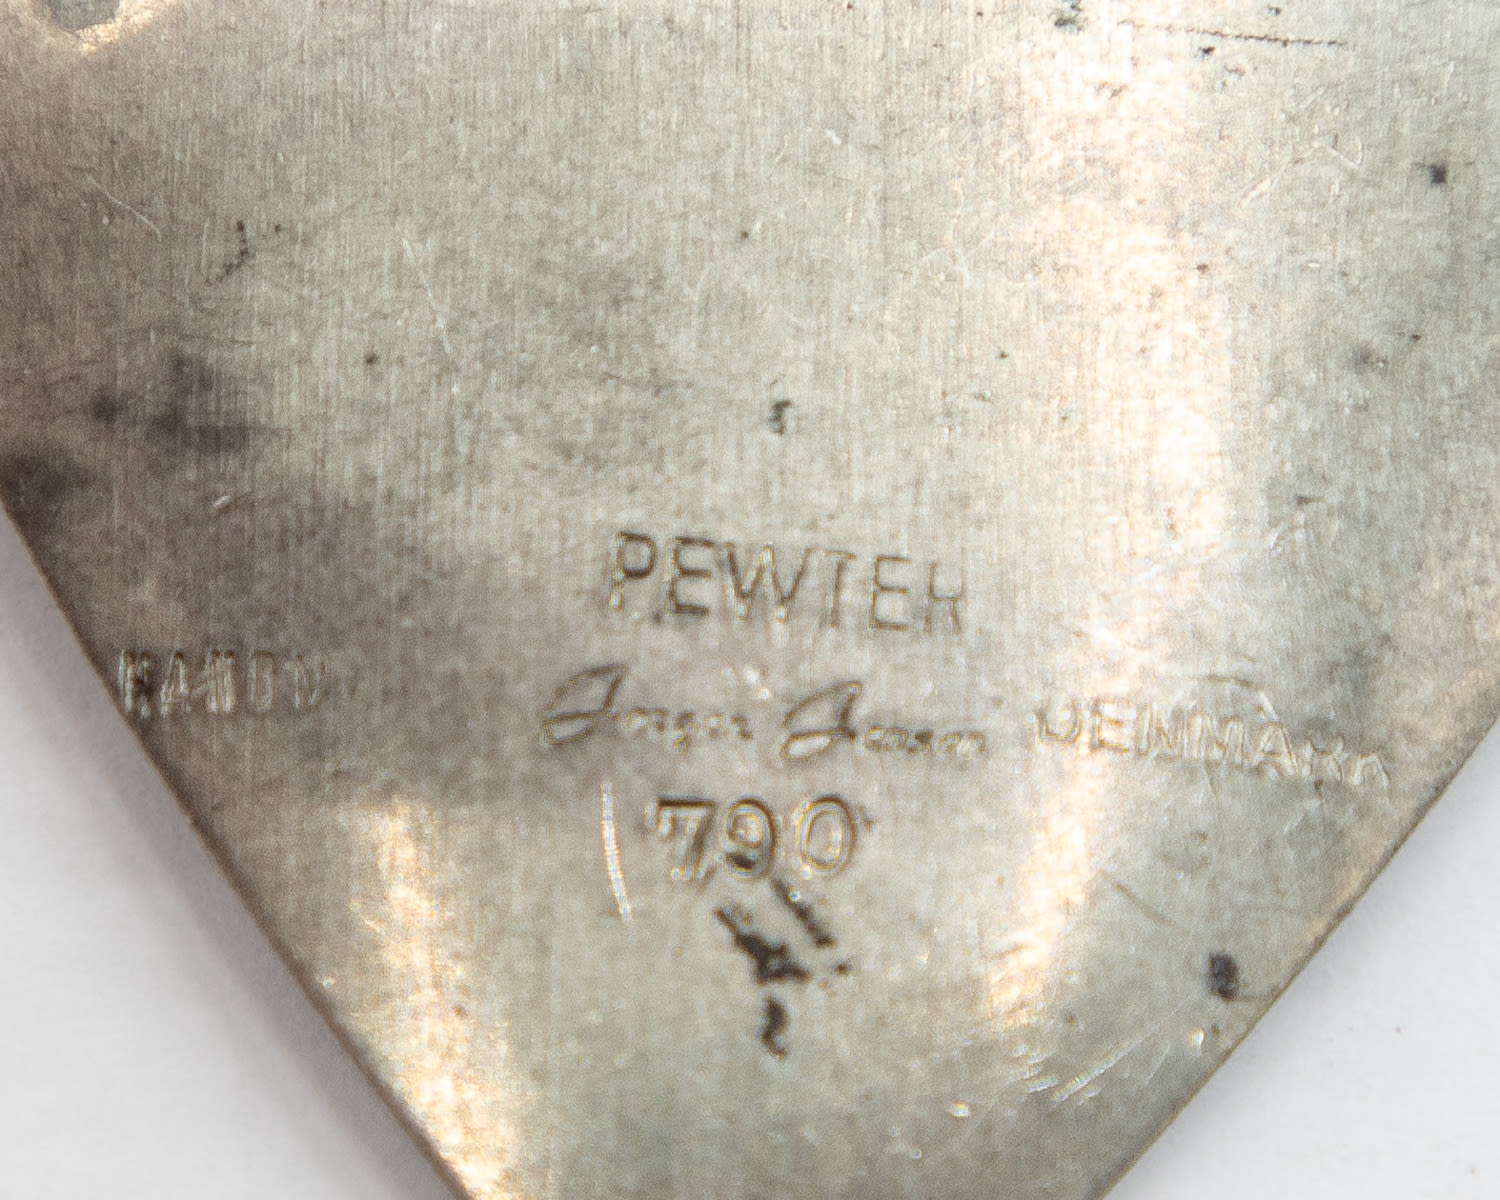 PEWTER
Jorgen Jensen DENMARK
790